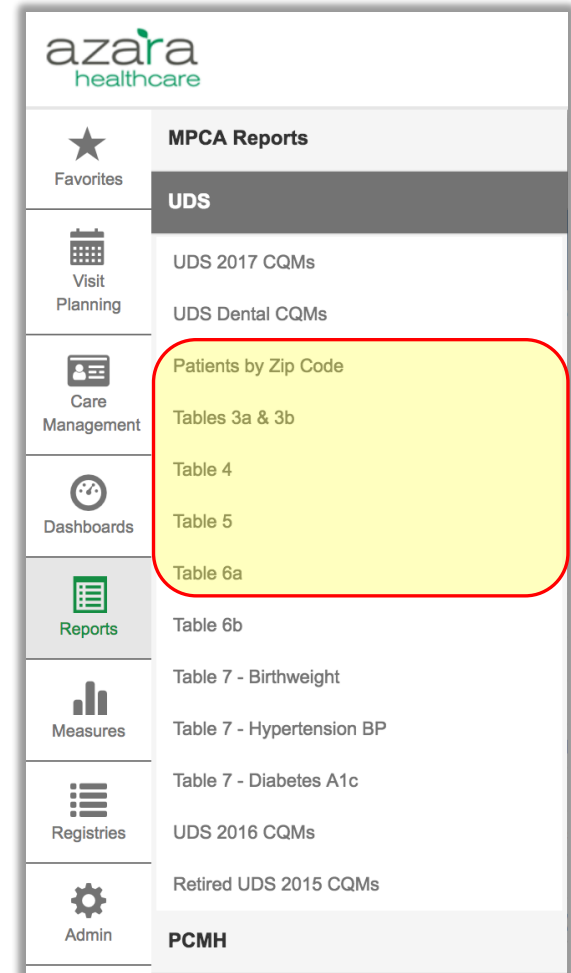 azara
healthcare
Favorites
Visit
Planning
Care
Management
Dashboards
Reports
Measures
Registries
Admin
MPCA Reports
UDS
UDS 2017 CQMs
UDS Dental CQMs
Patients by Zip Code
Tables 3a & 3b
Table 4
Table 5
Table 6a
Table 6b
Table 7 - Birthweight
Table 7 - Hypertension BP
Table 7 - Diabetes A1c
UDS 2016 CQMs
Retired UDS 2015 CQMs
PCMH